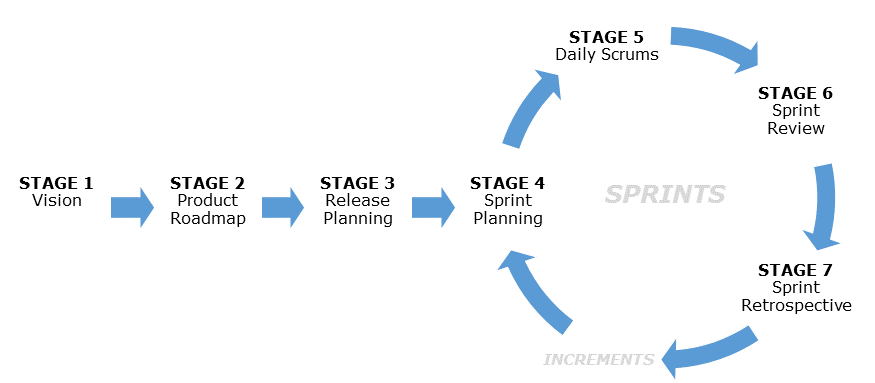 STAGE 1
Vision
STAGE 2
Product
Roadmap
STAGE 3
Release
Planning
STAGE 4
Sprint
Planning
STAGE 5
Daily Scrums
STAGE 6
Sprint
Review
STAGE 7
Sprint
Retrospective
SPRINTS
INCREMENTS